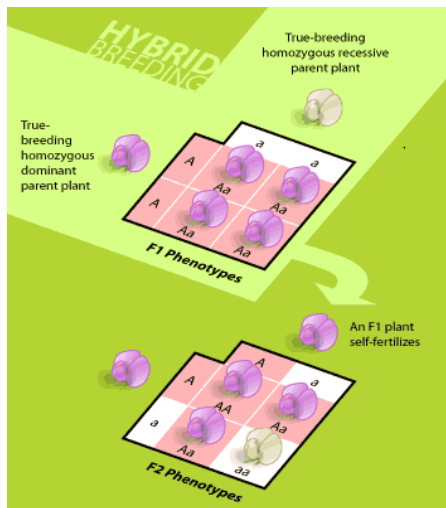 HYBRID
BREEDING
True-breeding
homozygous recessive
parent plant
True-
breeding
homozygous
dominant
parent plant
a
a
A
Aa
Aa
A
Aa
Aa
F1 Phenotypes
An F1 plant
self-fertilizes
A
a
A
AA
Aa
a
Aa
aa
F2 Phenotypes